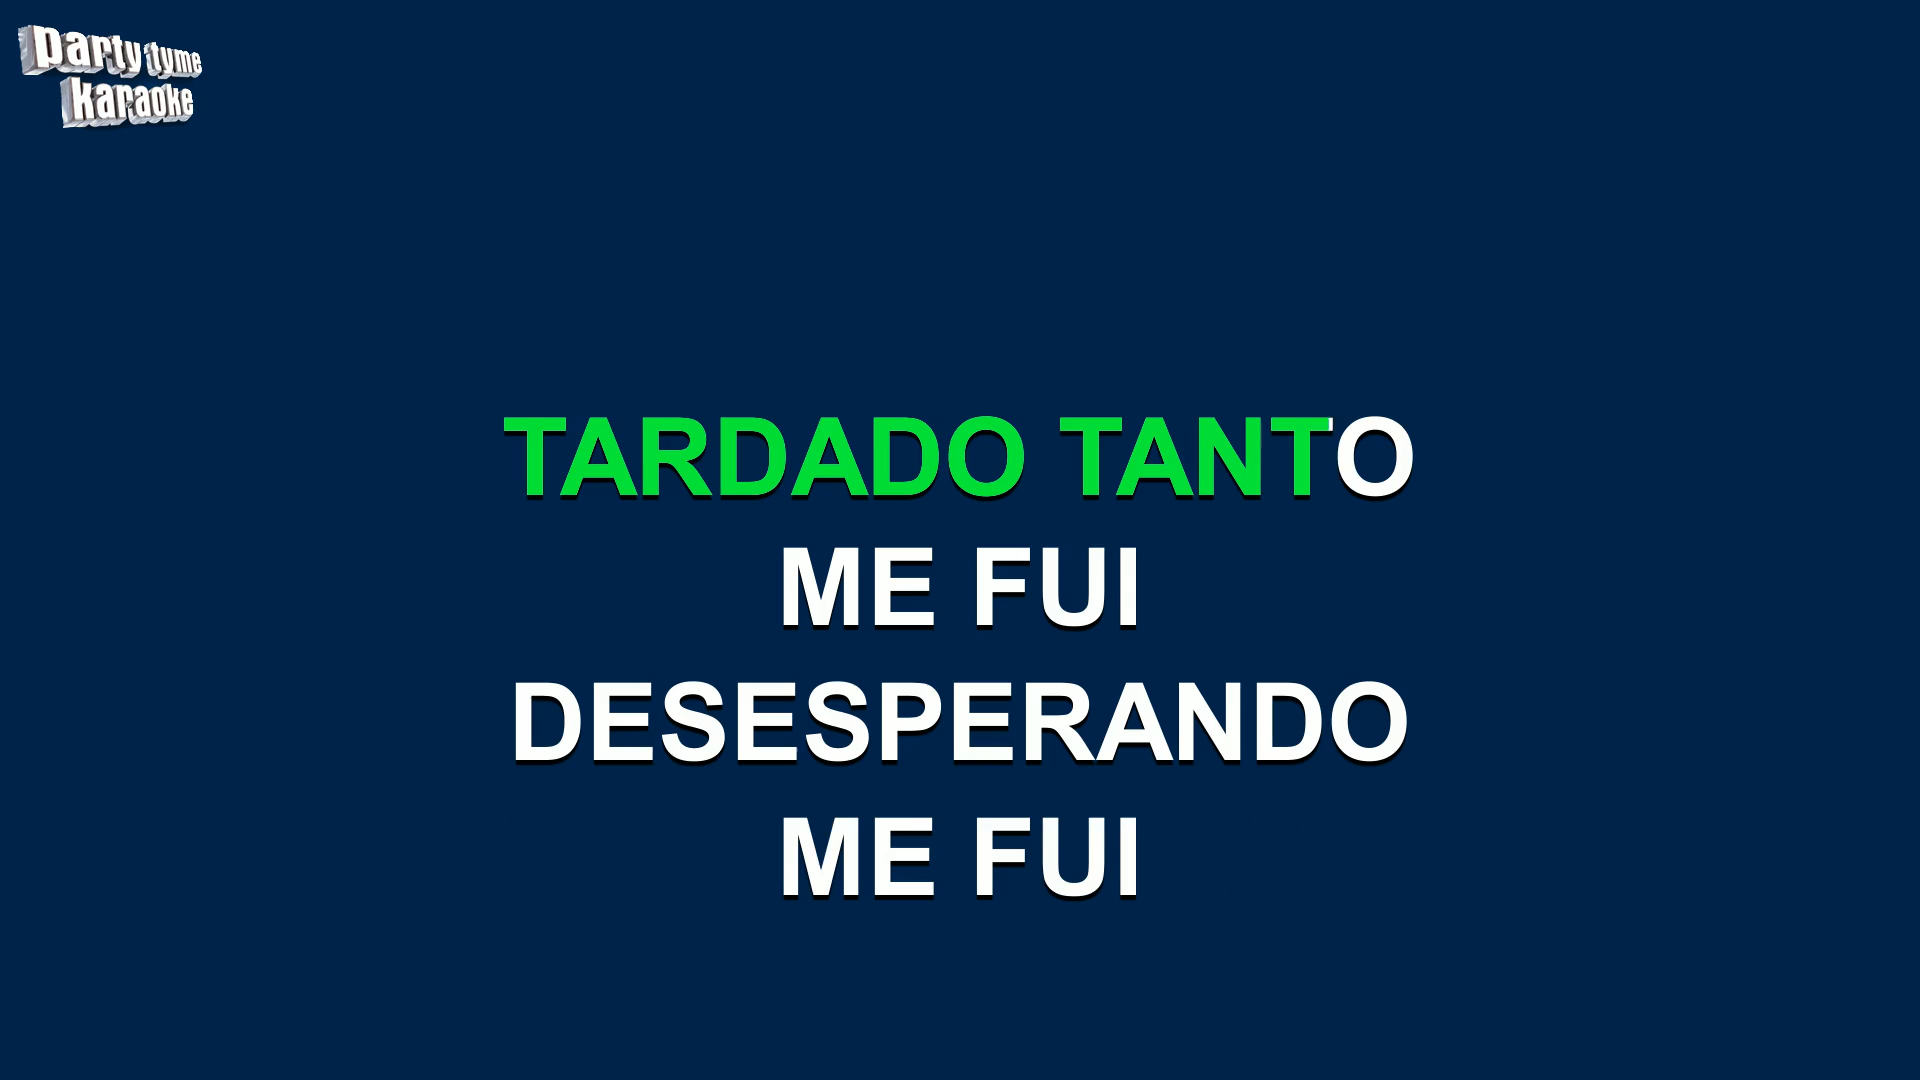 party tyme
karaoke
TARDADO TANTO
ME FUI
DESESPERANDO
ME FUI